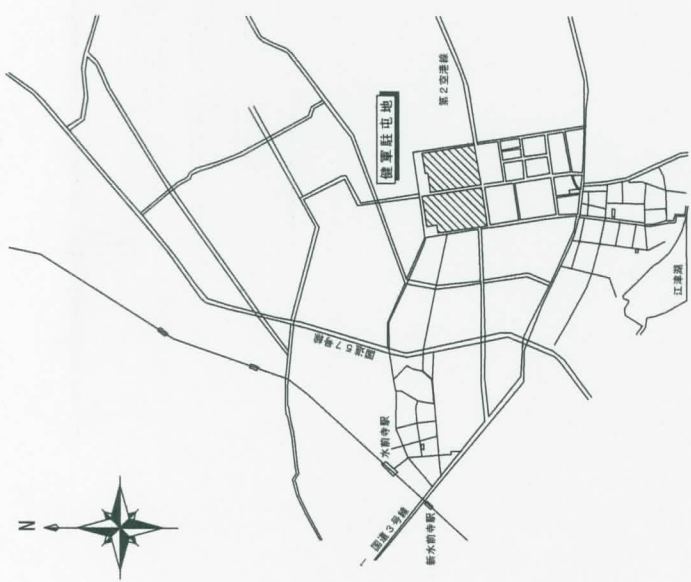 N
健軍駐屯地
第2空港線
国道57号線
水前寺駅
←国道3号線
新水前寺駅
江津湖